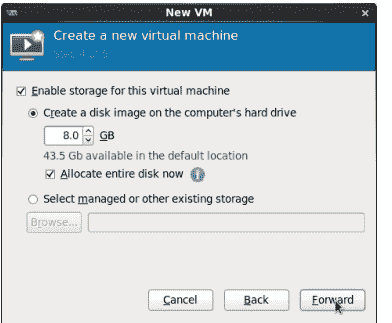 New VM
Create a new virtual machine
Enable storage for this virtual machine
Create a disk image on the computer's hard drive
8.0 GB
43.5 Gb available in the default location
Allocate entire disk now
Select managed or other existing storage
Browse...
Cancel Back Forward